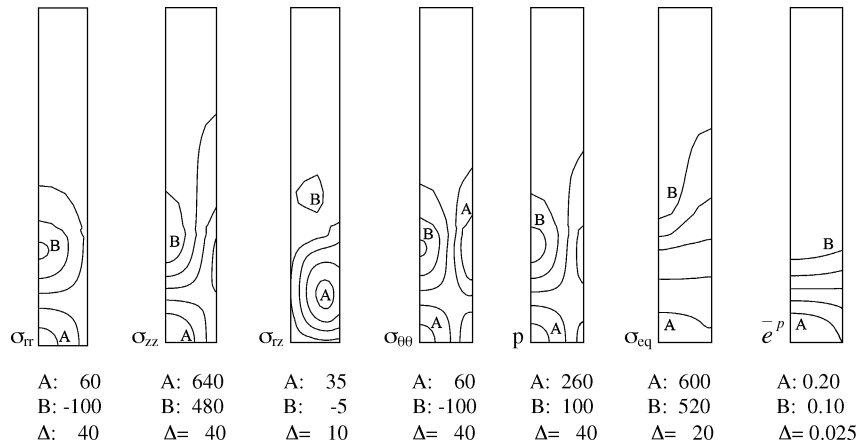 B B B B B B B
A A A A A A A
σrr σzz σrz σθθ p σeq e̅ ᵖ
A: 60 A: 640 A: 35 A: 60 A: 260 A: 600 A: 0.20
B: -100 B: 480 B: -5 B: -100 B: 100 B: 520 B: 0.10
Δ: 40 Δ= 40 Δ= 10 Δ= 40 Δ= 40 Δ= 20 Δ= 0.025